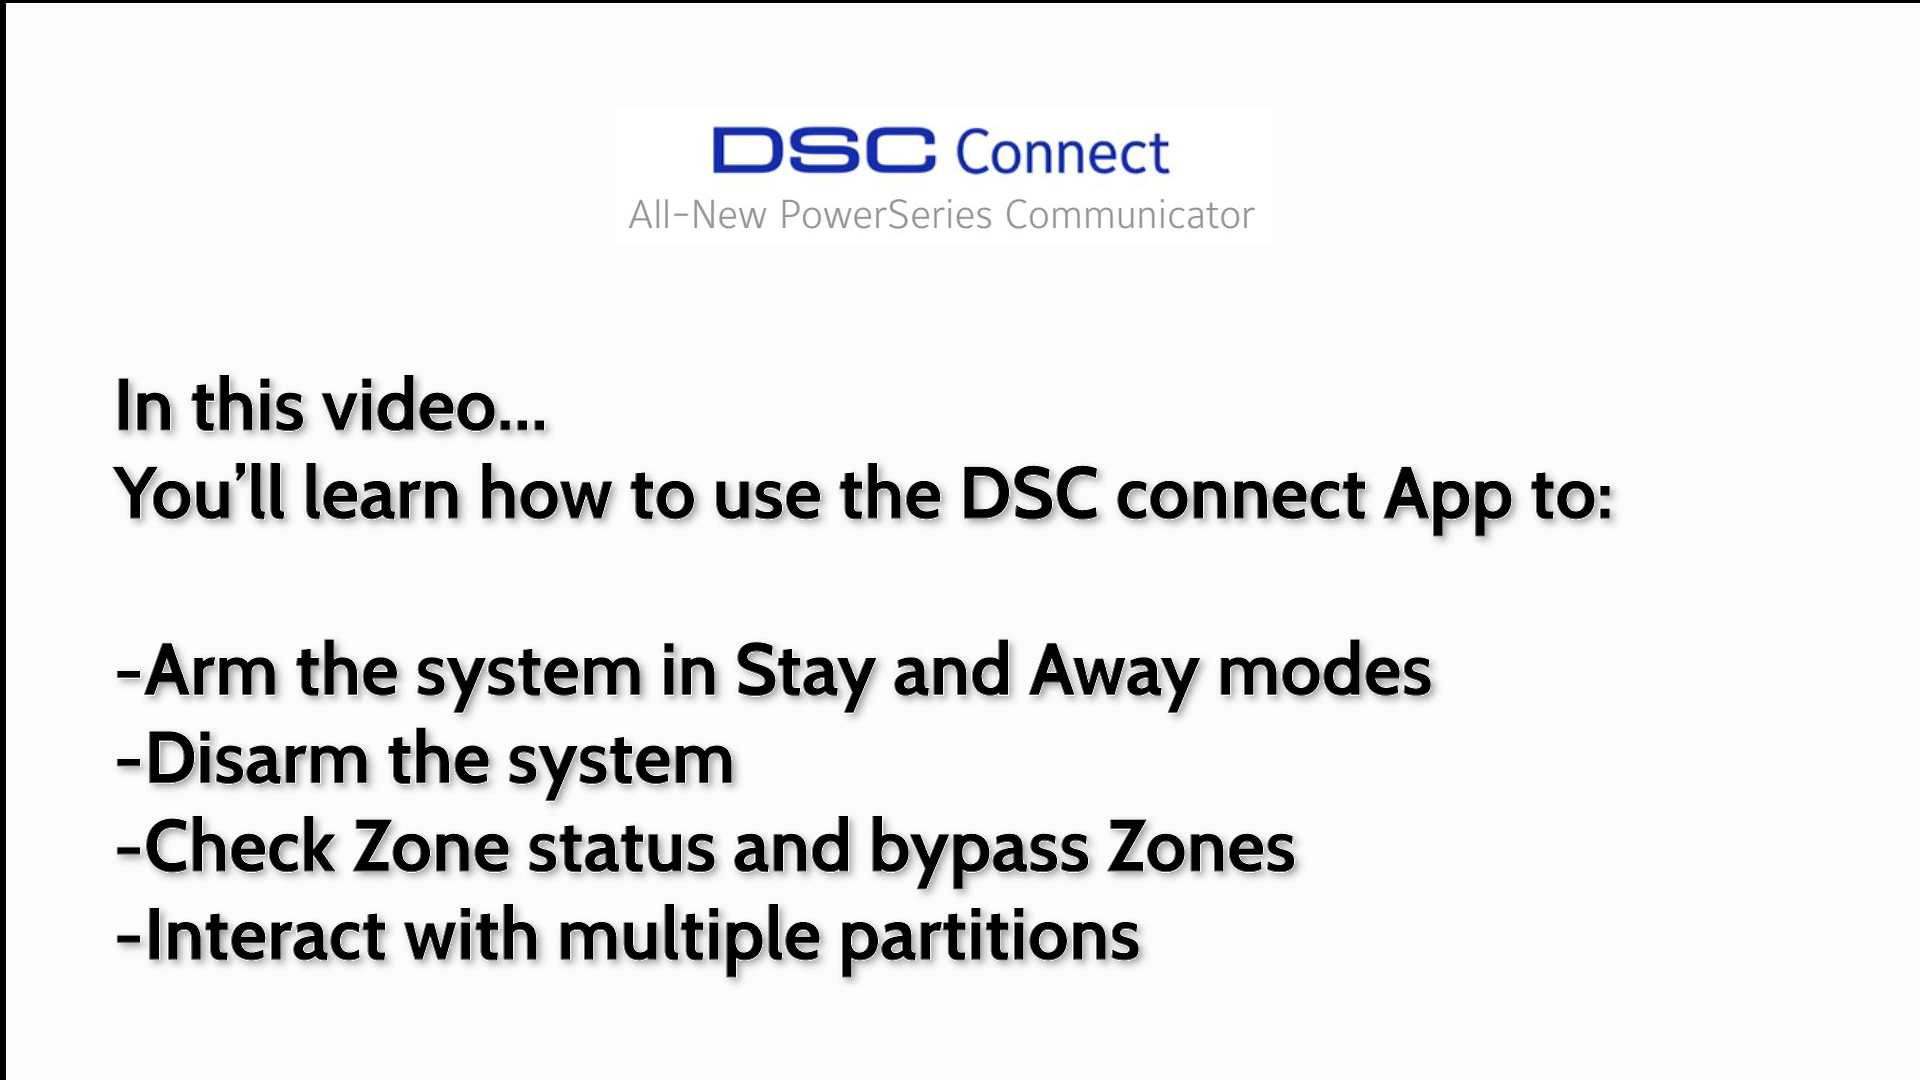 DSC Connect
All-New PowerSeries Communicator
In this video...
You'll learn how to use the DSC connect App to:
-Arm the system in Stay and Away modes
-Disarm the system
-Check Zone status and bypass Zones
-Interact with multiple partitions